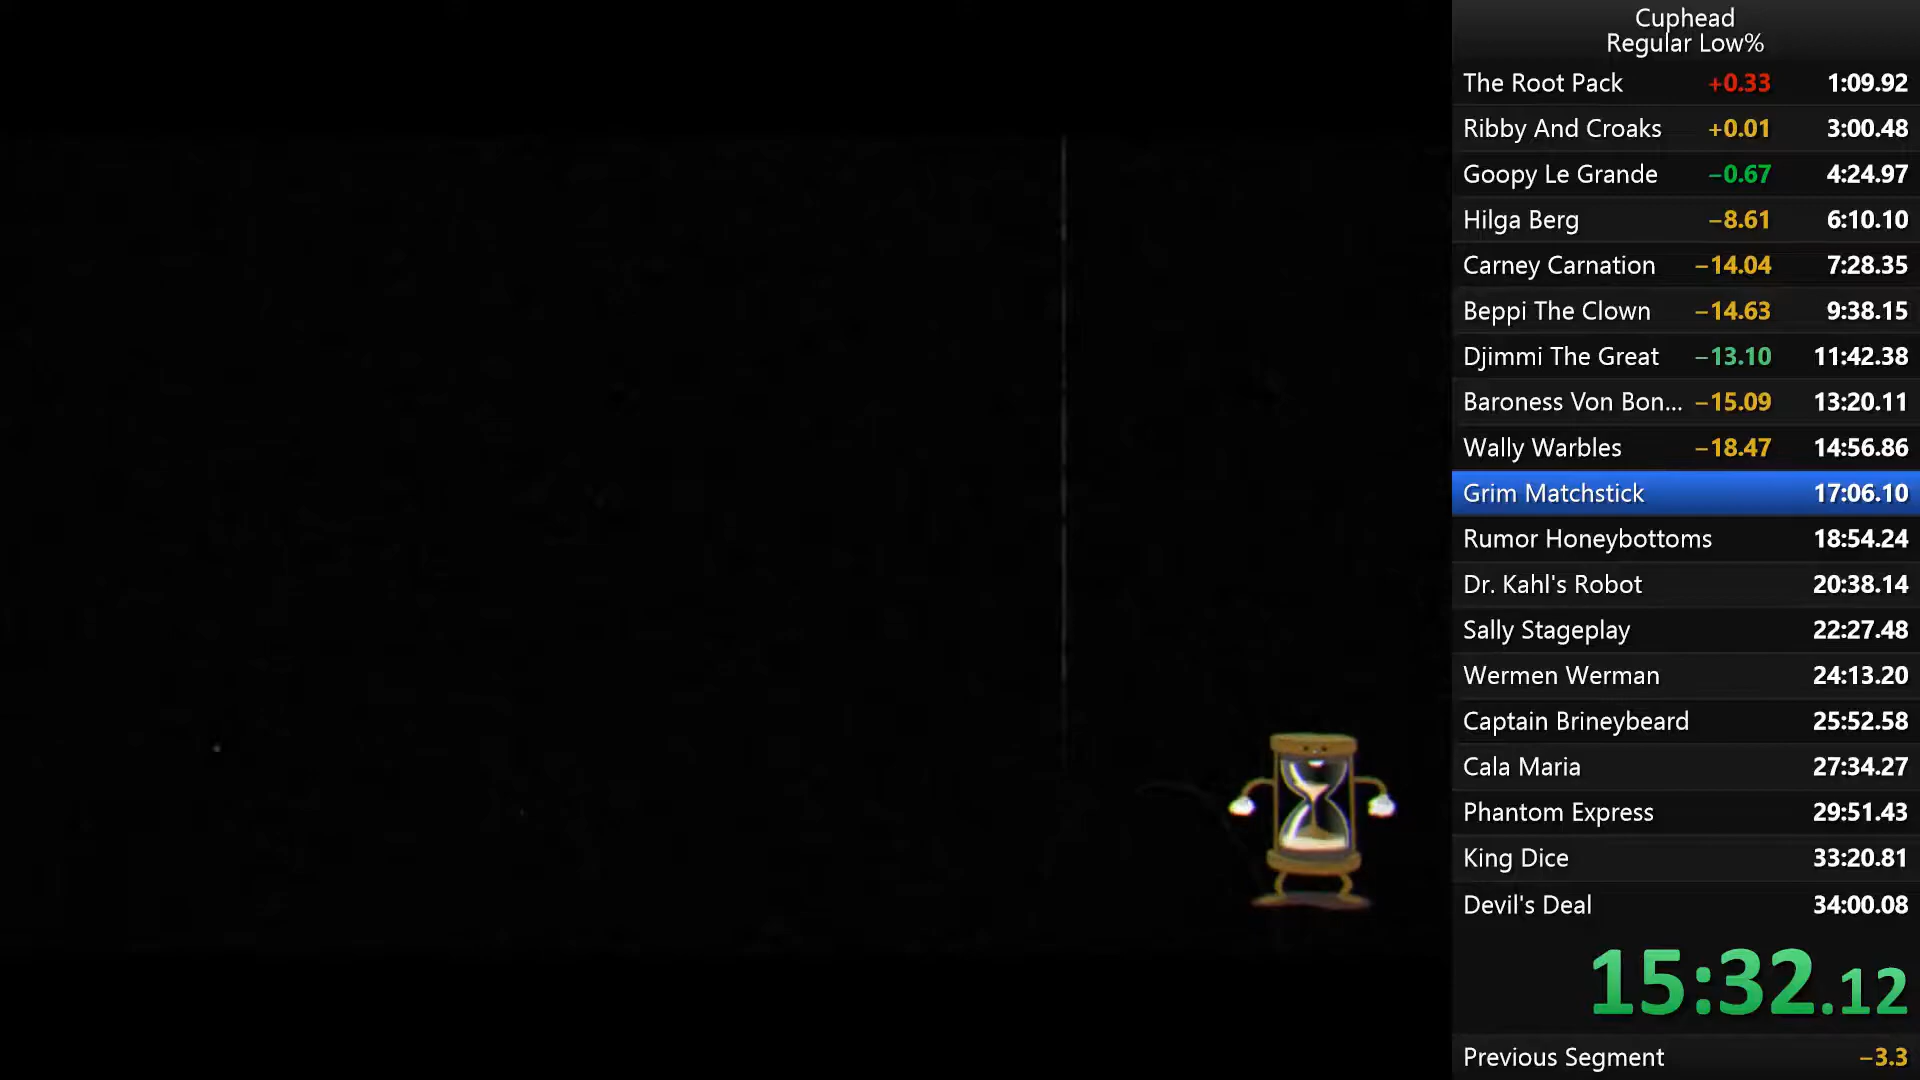 Cuphead
Regular Low%
The Root Pack +0.33 1:09.92
Ribby And Croaks +0.01 3:00.48
Goopy Le Grande −0.67 4:24.97
Hilga Berg −8.61 6:10.10
Carney Carnation −14.04 7:28.35
Beppi The Clown −14.63 9:38.15
Djimmi The Great −13.10 11:42.38
Baroness Von Bon... −15.09 13:20.11
Wally Warbles −18.47 14:56.86
Grim Matchstick 17:06.10
Rumor Honeybottoms 18:54.24
Dr. Kahl's Robot 20:38.14
Sally Stageplay 22:27.48
Wermen Werman 24:13.20
Captain Brineybeard 25:52.58
Cala Maria 27:34.27
Phantom Express 29:51.43
King Dice 33:20.81
Devil's Deal 34:00.08
15:32.12
Previous Segment −3.3